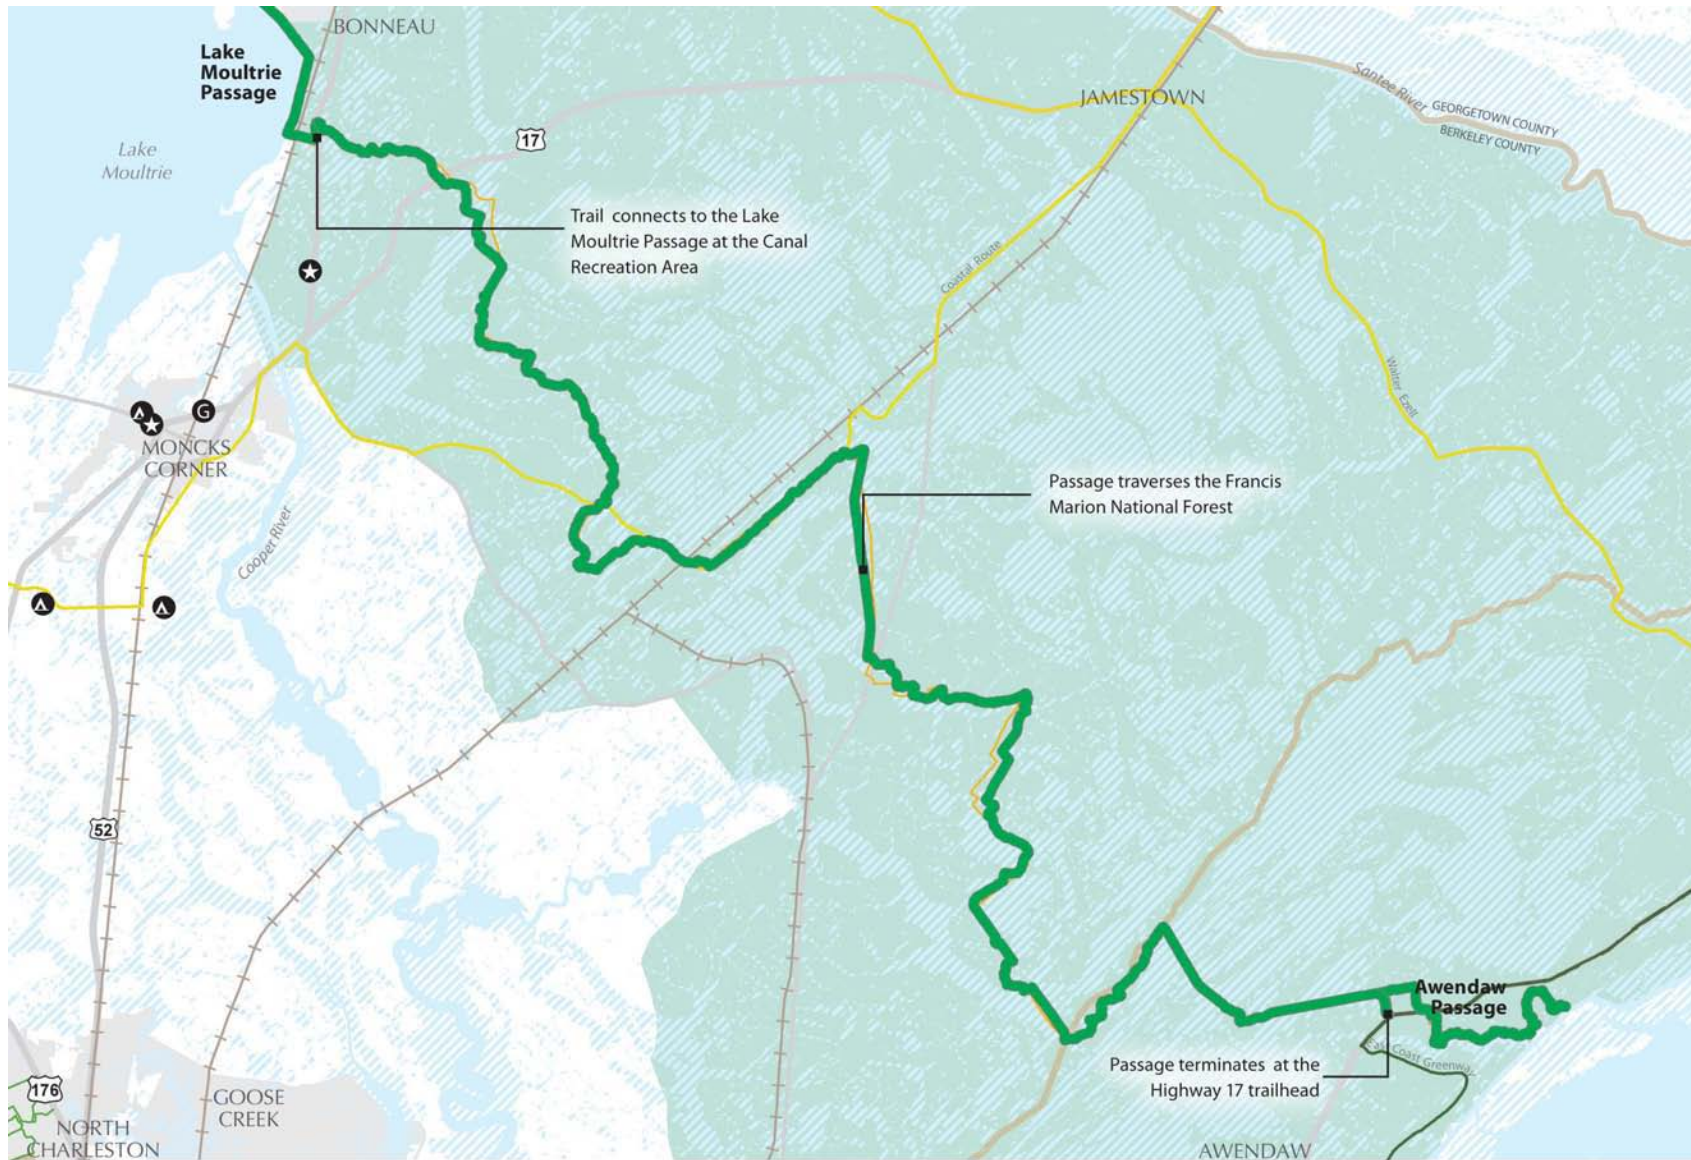 BONNEAU
Lake
Moultrie
Passage
Lake
Moultrie
17
JAMESTOWN
Santee River
GEORGETOWN COUNTY
BERKELEY COUNTY
Trail connects to the Lake
Moultrie Passage at the Canal
Recreation Area
Coastal Route
Walter Ezell
G
MONCKS
CORNER
Cooper River
Passage traverses the Francis
Marion National Forest
52
Awendaw
Passage
East Coast Greenway
Passage terminates at the
Highway 17 trailhead
176
GOOSE
CREEK
NORTH
CHARLESTON
AWENDAW